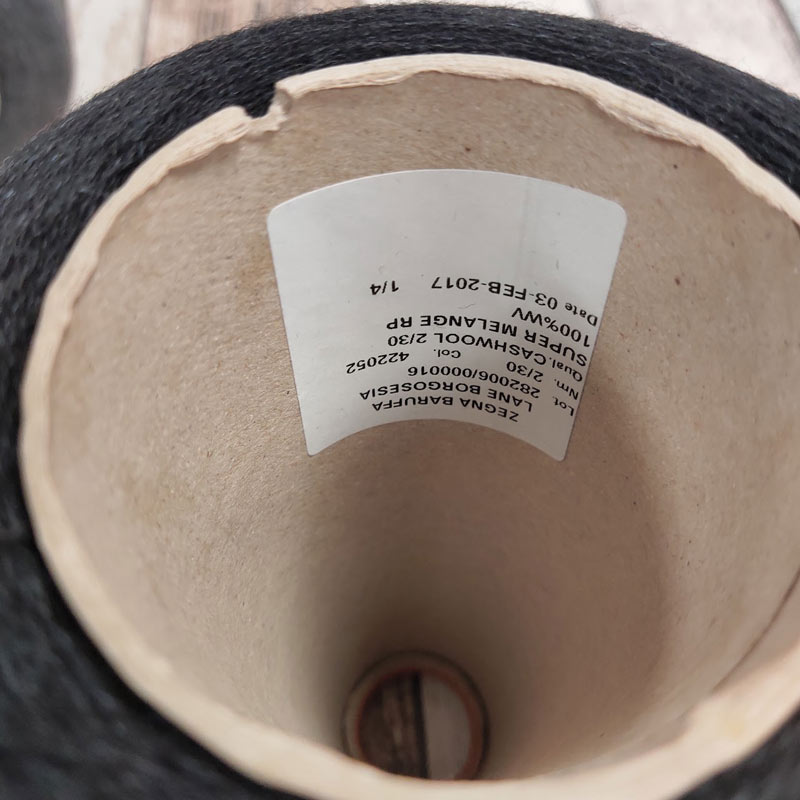 ZEGNA BARUFFA
LANE BORGOSESIA
Lot. 282006/000016
Nm. 2/30 Col. 422052
Qual.CASHWOOL 2/30
SUPER MELANGE RP
100%WV
Date 03-FEB-2017 1/4